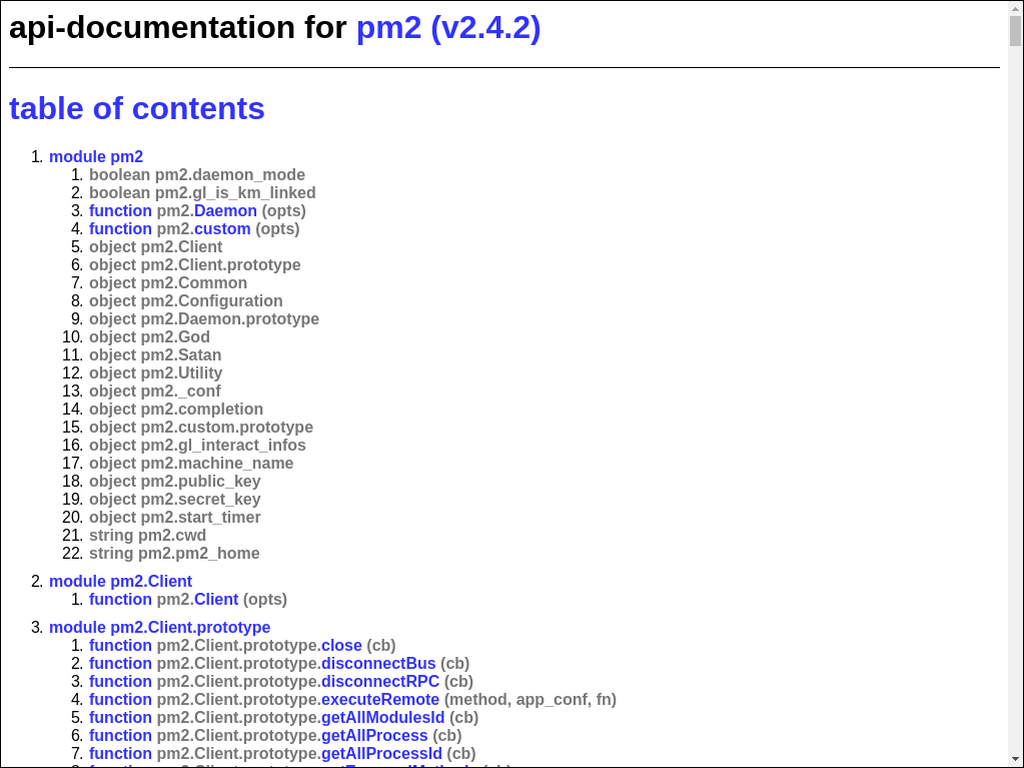 api-documentation for pm2 (v2.4.2)
table of contents
1. module pm2
1. boolean pm2.daemon_mode
2. boolean pm2.gl_is_km_linked
3. function pm2.Daemon (opts)
4. function pm2.custom (opts)
5. object pm2.Client
6. object pm2.Client.prototype
7. object pm2.Common
8. object pm2.Configuration
9. object pm2.Daemon.prototype
10. object pm2.God
11. object pm2.Satan
12. object pm2.Utility
13. object pm2._conf
14. object pm2.completion
15. object pm2.custom.prototype
16. object pm2.gl_interact_infos
17. object pm2.machine_name
18. object pm2.public_key
19. object pm2.secret_key
20. object pm2.start_timer
21. string pm2.cwd
22. string pm2.pm2_home
2. module pm2.Client
1. function pm2.Client (opts)
3. module pm2.Client.prototype
1. function pm2.Client.prototype.close (cb)
2. function pm2.Client.prototype.disconnectBus (cb)
3. function pm2.Client.prototype.disconnectRPC (cb)
4. function pm2.Client.prototype.executeRemote (method, app_conf, fn)
5. function pm2.Client.prototype.getAllModulesId (cb)
6. function pm2.Client.prototype.getAllProcess (cb)
7. function pm2.Client.prototype.getAllProcessId (cb)